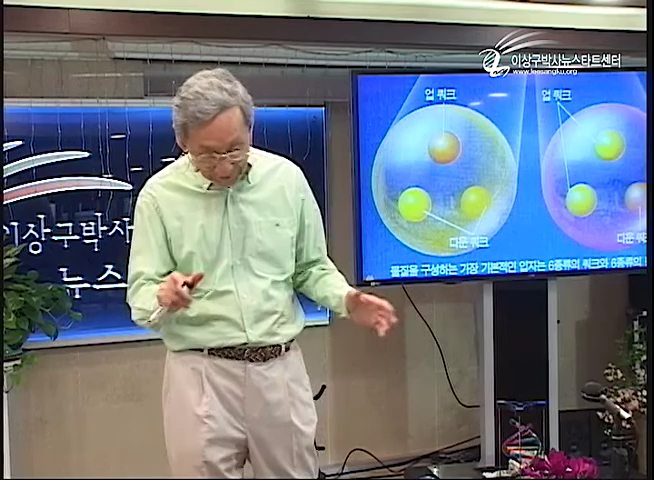 이상구박사뉴스타트센터
www.leesangku.org
업 쿼크
업 쿼크
다운 쿼크
다운 쿼
물질을 구성하는 가장 기본적인 입자는 6종류의 쿼크와 6종류의
이상구박사
뉴스